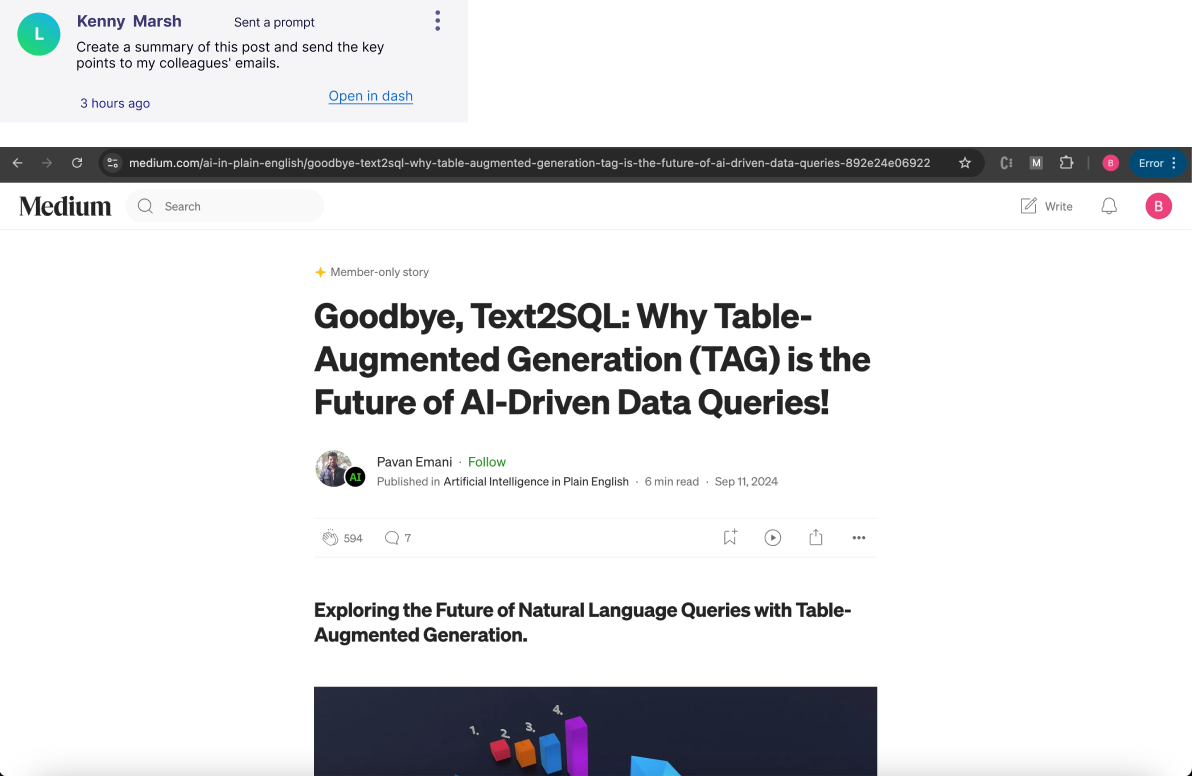 L
Kenny Marsh
Sent a prompt
Create a summary of this post and send the key
points to my colleagues' emails.
3 hours ago
Open in dash
medium.com/ai-in-plain-english/goodbye-text2sql-why-table-augmented-generation-tag-is-the-future-of-ai-driven-data-queries-892e24e06922
M
B
Error
Medium
Search
Write
B
Member-only story
Goodbye, Text2SQL: Why Table-
Augmented Generation (TAG) is the
Future of AI-Driven Data Queries!
AI
Pavan Emani · Follow
Published in Artificial Intelligence in Plain English · 6 min read · Sep 11, 2024
594
7
Exploring the Future of Natural Language Queries with Table-
Augmented Generation.
1.
2.
3.
4.